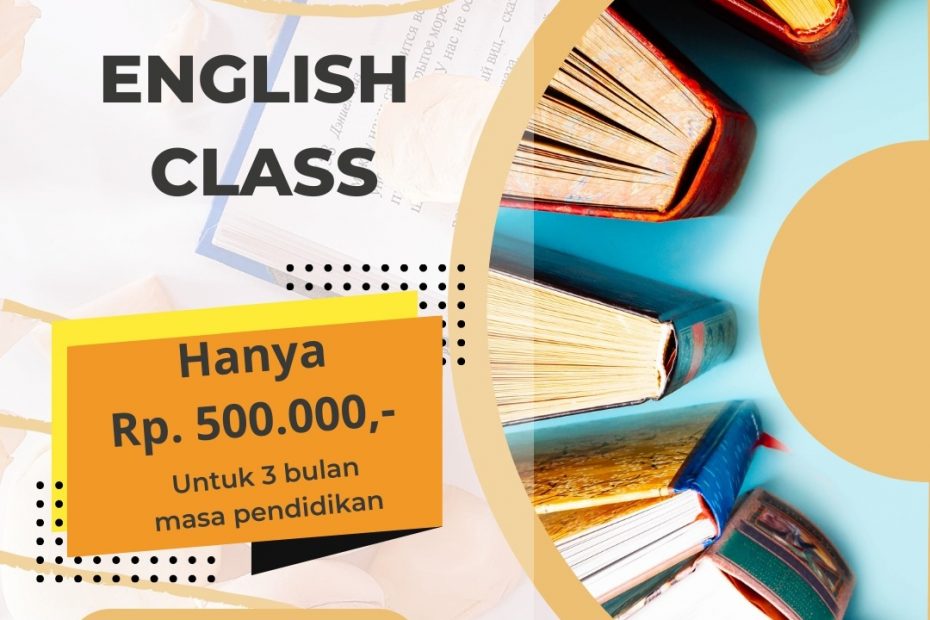 ENGLISH
CLASS
Hanya
Rp. 500.000,-
Untuk 3 bulan
masa pendidikan